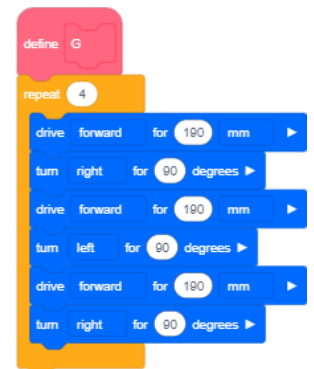 define G
repeat 4
drive forward for 190 mm
turn right for 90 degrees
drive forward for 190 mm
turn left for 90 degrees
drive forward for 190 mm
turn right for 90 degrees